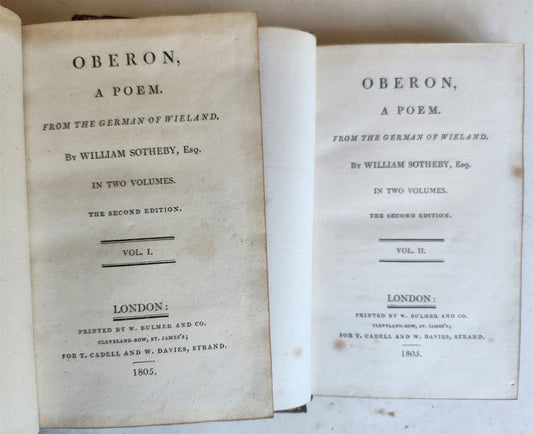 OBERON,
A POEM.
FROM THE GERMAN OF WIELAND.
By WILLIAM SOTHEBY, Esq.
IN TWO VOLUMES.
THE SECOND EDITION.
VOL. I.
LONDON:
PRINTED BY W. BULMER AND CO.
CLEVELAND-ROW, ST. JAMES'S;
FOR T. CADELL AND W. DAVIES, STRAND.
1805.
OBERON,
A POEM.
FROM THE GERMAN OF WIELAND.
By WILLIAM SOTHEBY, Esq.
IN TWO VOLUMES.
THE SECOND EDITION.
VOL. II.
LONDON:
PRINTED BY W. BULMER AND CO.
CLEVELAND-ROW, ST. JAMES'S;
FOR T. CADELL AND W. DAVIES, STRAND.
1805.